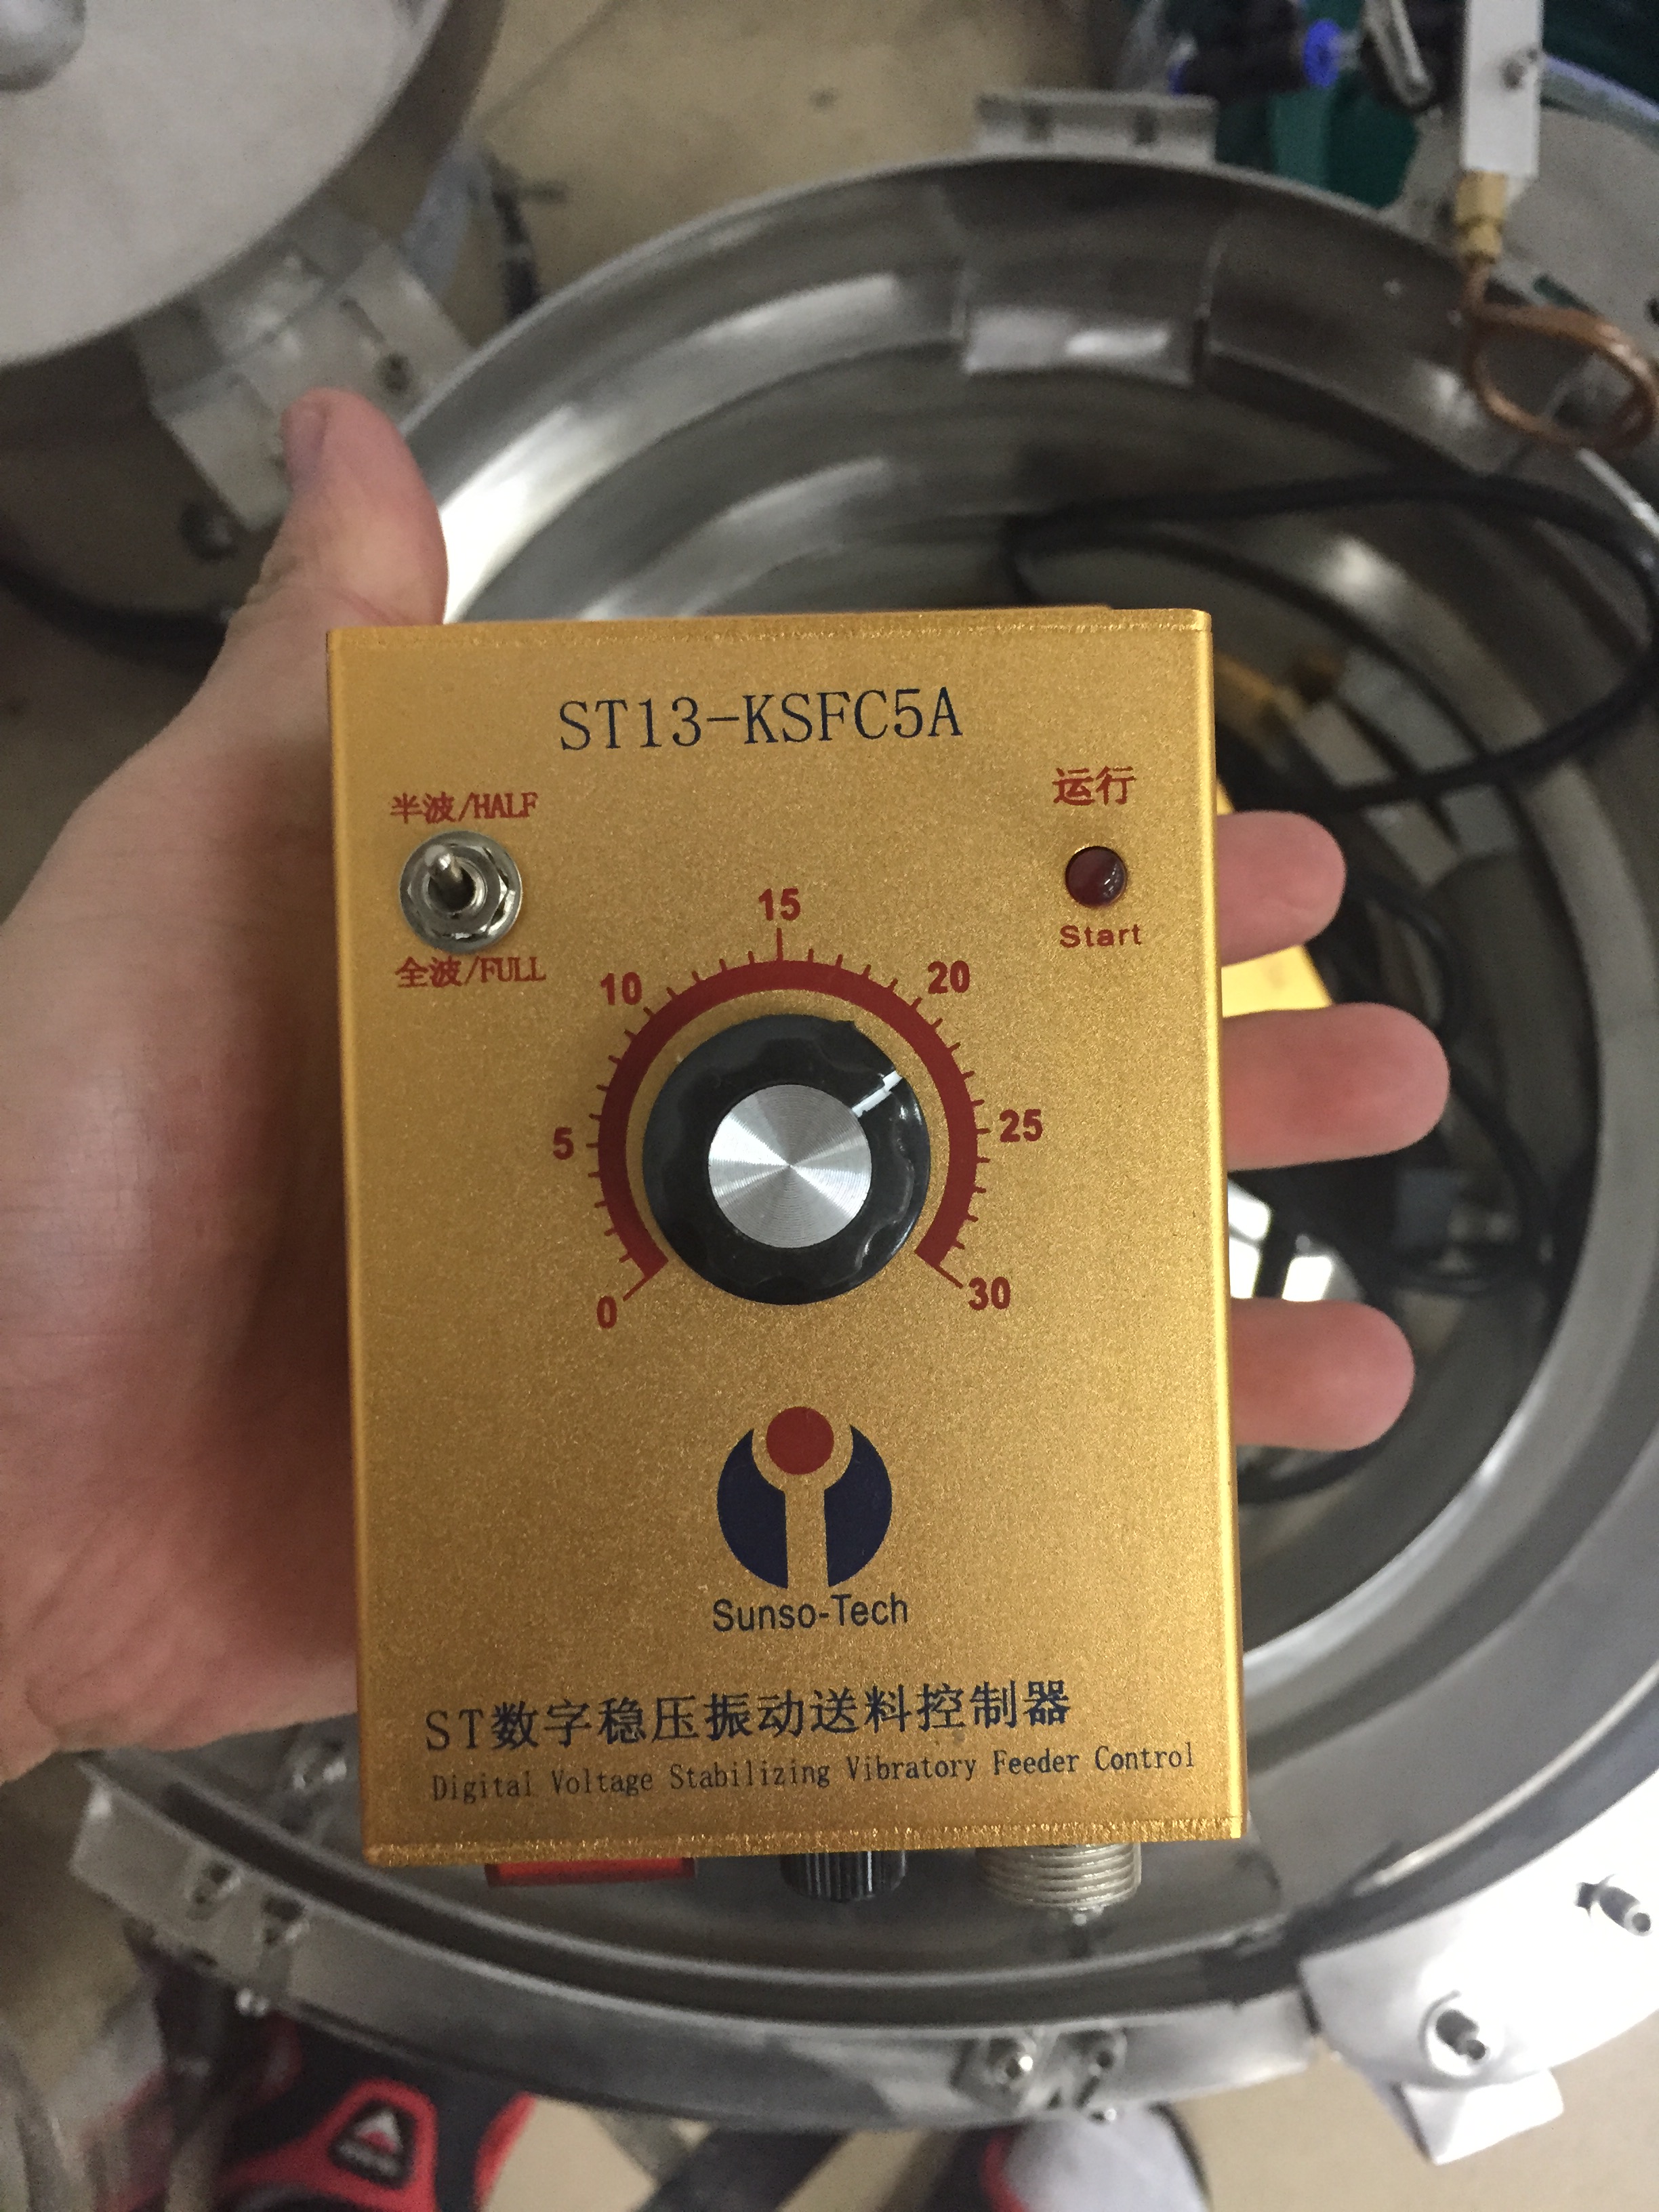 ST13-KSFC5A
半波/HALF
运行
全波/FULL
Start
15
10
20
5
25
0
30
Sunso-Tech
ST数字稳压振动送料控制器
Digital Voltage Stabilizing Vibratory Feeder Control